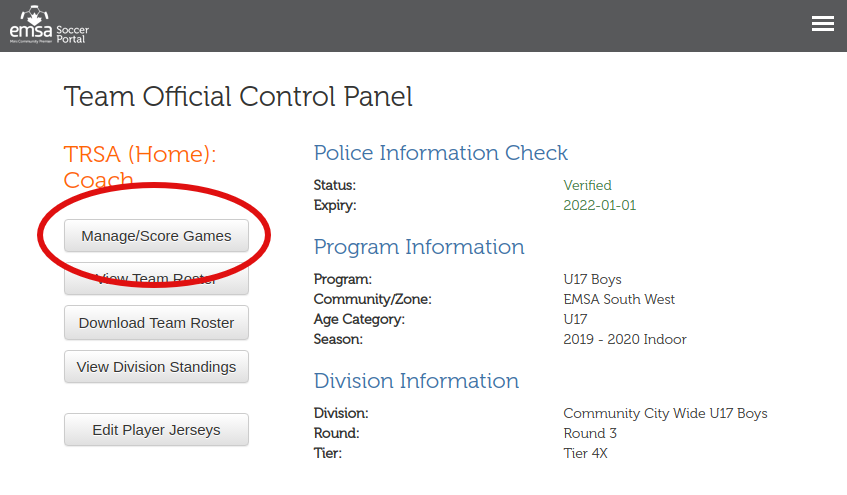 emsa Soccer
Portal
Team Official Control Panel
TRSA (Home):
Coach
Manage/Score Games
View Team Roster
Download Team Roster
View Division Standings
Edit Player Jerseys
Police Information Check
Status: Verified
Expiry: 2022-01-01
Program Information
Program: U17 Boys
Community/Zone: EMSA South West
Age Category: U17
Season: 2019 - 2020 Indoor
Division Information
Division: Community City Wide U17 Boys
Round: Round 3
Tier: Tier 4X